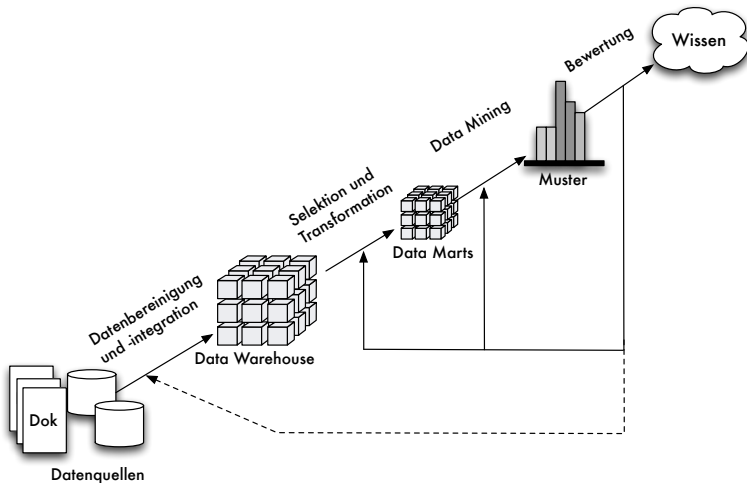 Wissen
Bewertung
Muster
Data Mining
Data Marts
Selektion und
Transformation
Data Warehouse
Datenbereinigung
und -integration
Dok
Datenquellen